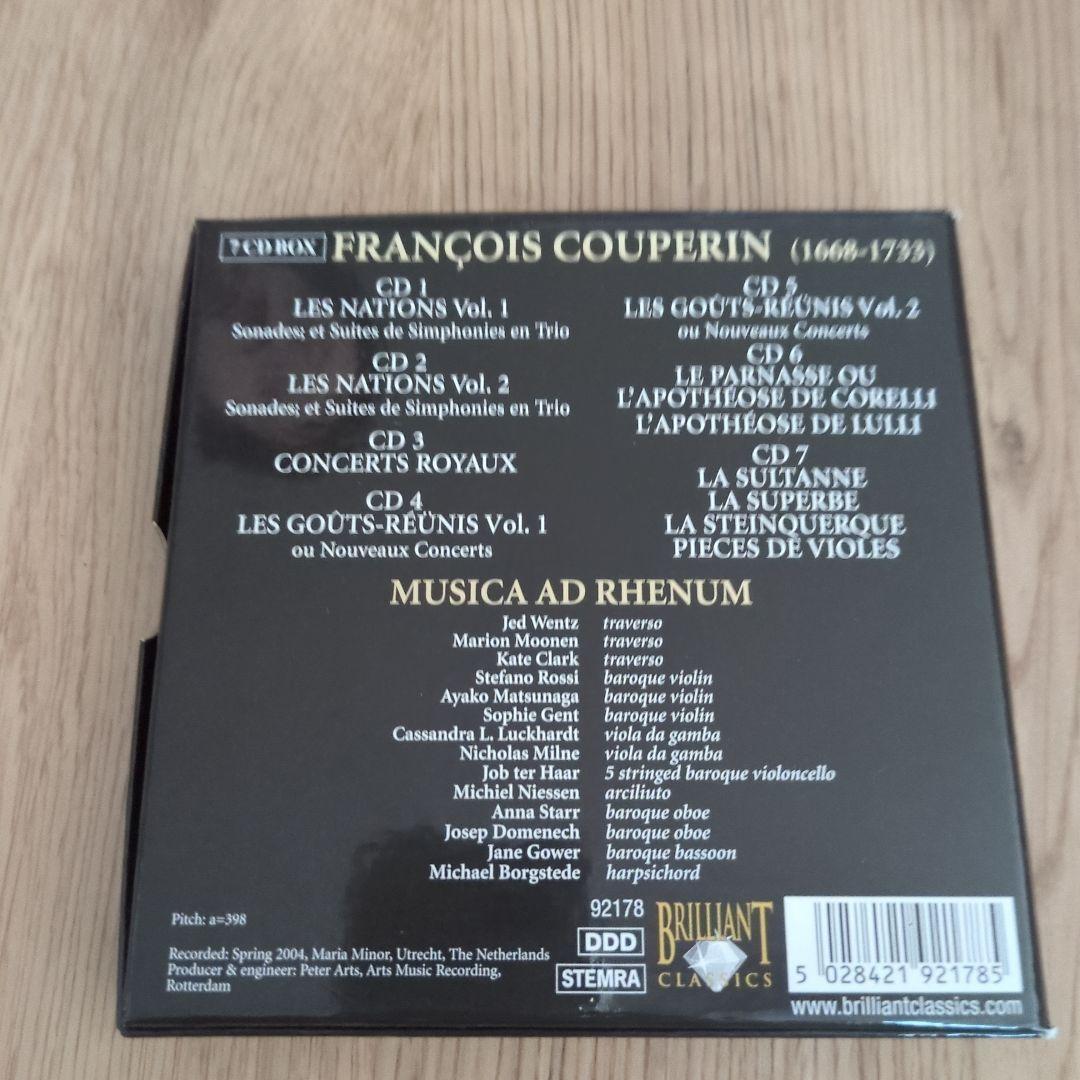 7 CD BOX FRANÇOIS COUPERIN (1668-1733)
CD 1
LES NATIONS Vol. 1
Sonades; et Suites de Simphonies en Trio
CD 2
LES NATIONS Vol. 2
Sonades; et Suites de Simphonies en Trio
CD 3
CONCERTS ROYAUX
CD 4
LES GOÛTS-RÉÜNIS Vol. 1
ou Nouveaux Concerts
CD 5
LES GOÛTS-RÉÜNIS Vol. 2
ou Nouveaux Concerts
CD 6
LE PARNASSE OU
L'APOTHÉOSE DE CORELLI
L'APOTHÉOSE DE LULLI
CD 7
LA SULTANNE
LA SUPERBE
LA STEINQUERQUE
PIECES DE VIOLES
MUSICA AD RHENUM
Jed Wentz traverso
Marion Moonen traverso
Kate Clark traverso
Stefano Rossi baroque violin
Ayako Matsunaga baroque violin
Sophie Gent baroque violin
Cassandra L. Luckhardt viola da gamba
Nicholas Milne viola da gamba
Job ter Haar 5 stringed baroque violoncello
Michiel Niessen arciliuto
Anna Starr baroque oboe
Josep Domenech baroque oboe
Jane Gower baroque bassoon
Michael Borgstede harpsichord
Pitch: a=398
Recorded: Spring 2004, Maria Minor, Utrecht, The Netherlands
Producer & engineer: Peter Arts, Arts Music Recording,
Rotterdam
92178
DDD
STEMRA
BRILLIANT
CLASSICS
5 028421 921785
www.brilliantclassics.com